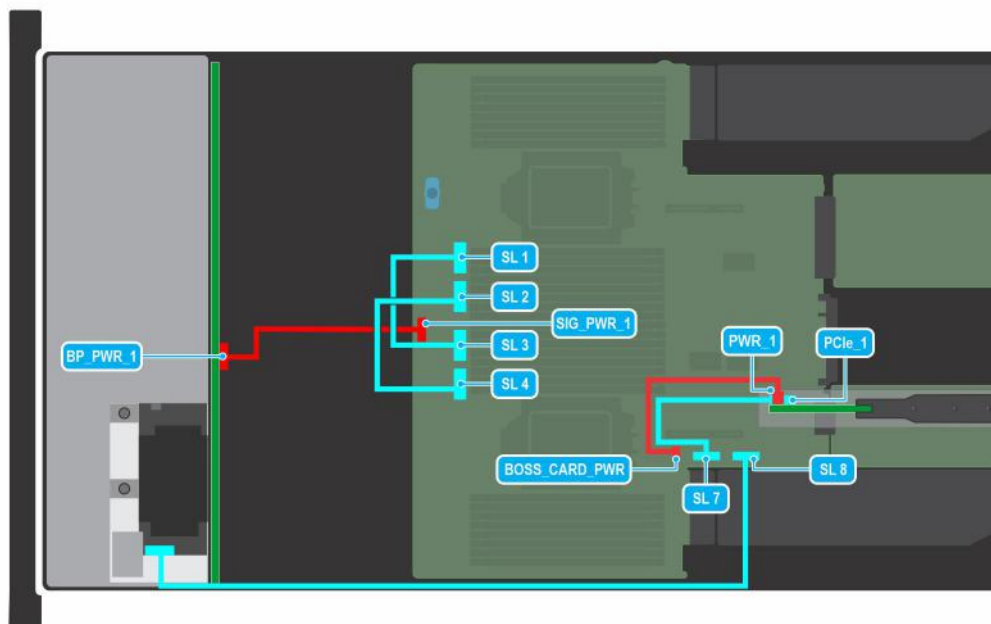 SL 1
SL 2
SIG_PWR_1
BP_PWR_1
SL 3
PWR_1
PCIe_1
SL 4
BOSS_CARD_PWR
SL 8
SL 7